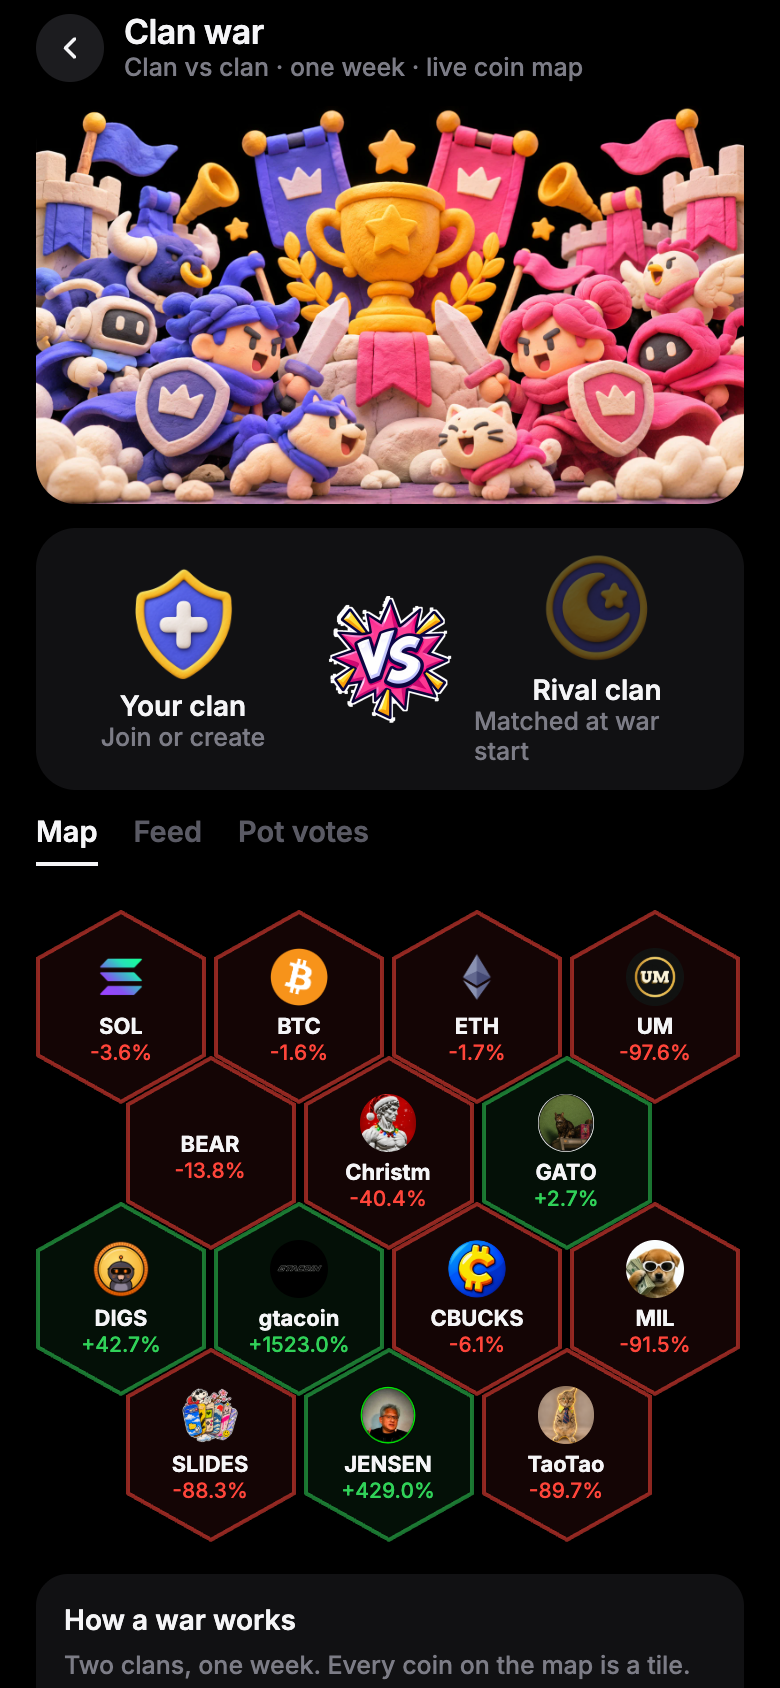 Clan war
Clan vs clan · one week · live coin map
VS
Your clan
Join or create
Rival clan
Matched at war
start
Map Feed Pot votes
SOL
-3.6%
BTC
-1.6%
ETH
-1.7%
UM
UM
-97.6%
BEAR
-13.8%
Christm
-40.4%
GATO
+2.7%
DIGS
+42.7%
GTACOIN
gtacoin
+1523.0%
CBUCKS
-6.1%
MIL
-91.5%
SLIDES
-88.3%
JENSEN
+429.0%
TaoTao
-89.7%
How a war works
Two clans, one week. Every coin on the map is a tile.